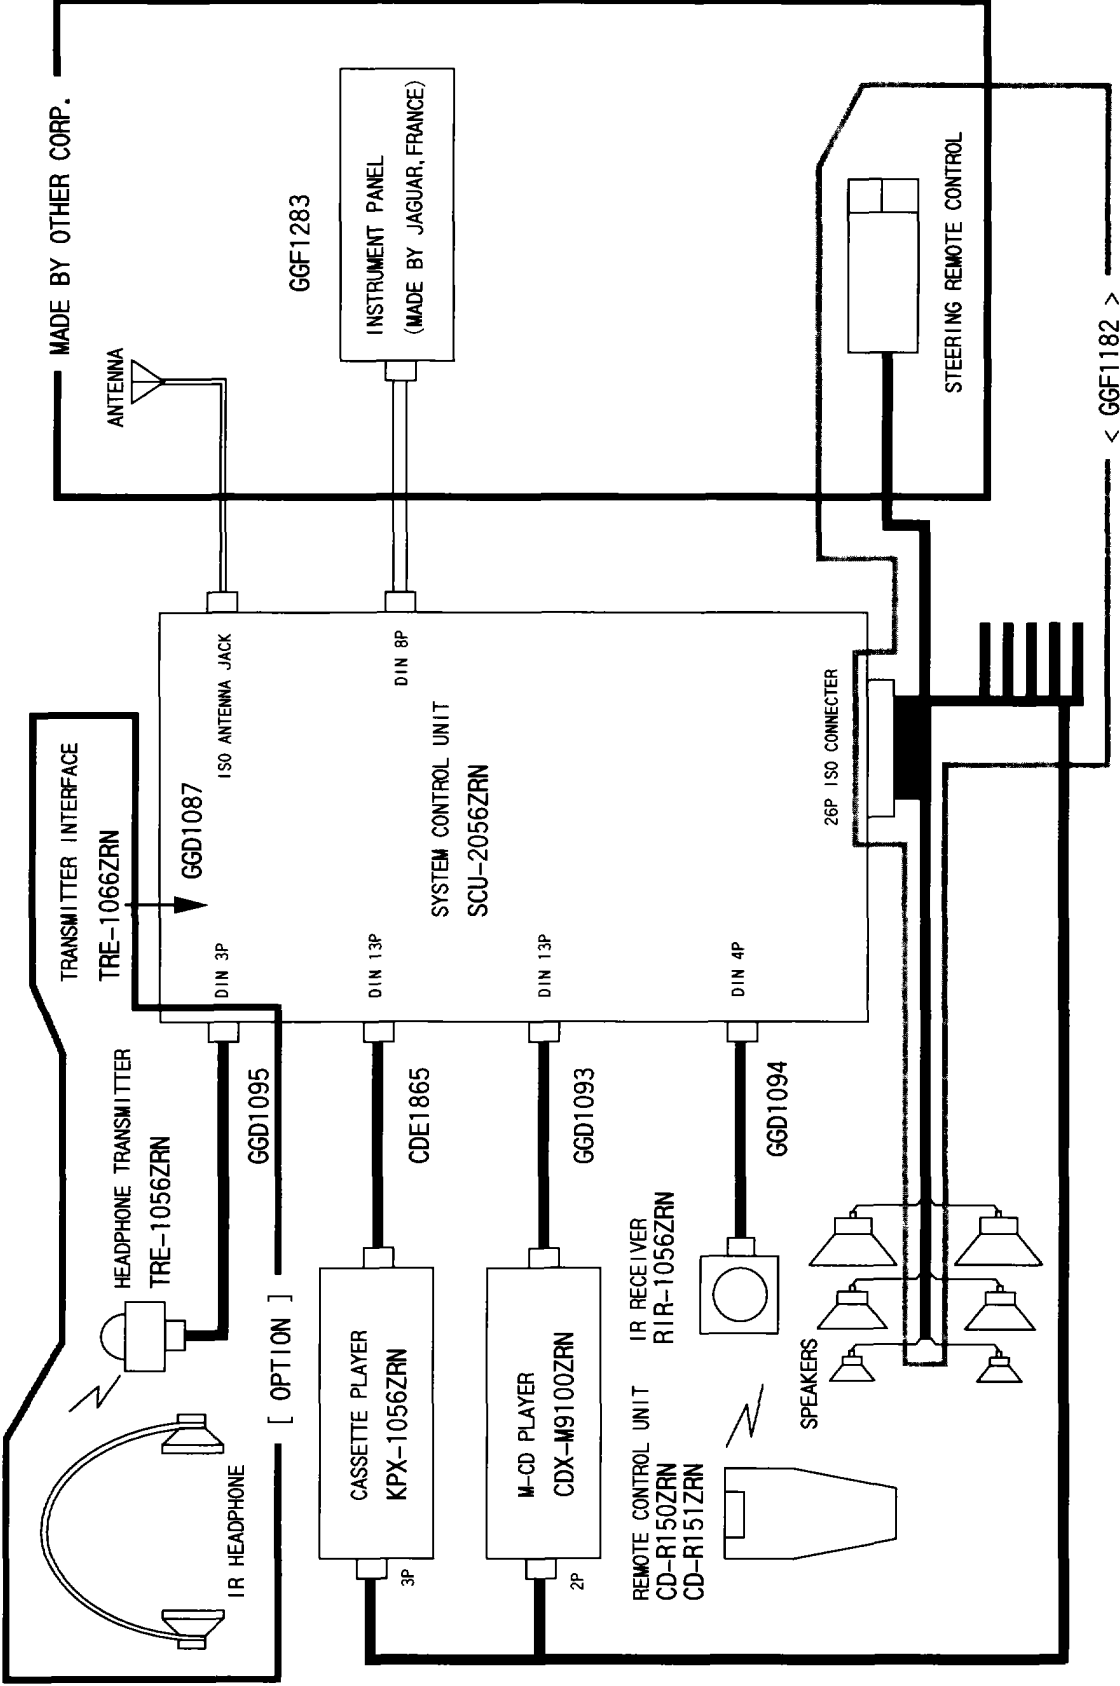 MADE BY OTHER CORP.
ANTENNA
GGF1283
INSTRUMENT PANEL
(MADE BY JAGUAR,FRANCE)
STEERING REMOTE CONTROL
< GGF1182 >
TRANSMITTER INTERFACE
TRE-1066ZRN
GGD1087
ISO ANTENNA JACK
DIN 8P
SYSTEM CONTROL UNIT
SCU-2056ZRN
26P ISO CONNECTER
DIN 3P
DIN 13P
DIN 13P
DIN 4P
HEADPHONE TRANSMITTER
TRE-1056ZRN
GGD1095
CDE1865
GGD1093
GGD1094
[ OPTION ]
IR HEADPHONE
CASSETTE PLAYER
KPX-1056ZRN
3P
M-CD PLAYER
CDX-M9100ZRN
2P
IR RECEIVER
RIR-1056ZRN
REMOTE CONTROL UNIT
CD-R150ZRN
CD-R151ZRN
SPEAKERS